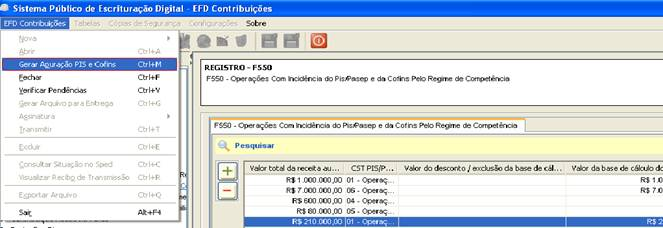 Sistema Público de Escrituração Digital - EFD Contribuições
EFD Contribuições Tabelas Cópias de Segurança Configurações Sobre
Nova
Abrir Ctrl+A
Gerar Apuração PIS e Cofins Ctrl+M
Fechar Ctrl+F
Verificar Pendências Ctrl+V
Gerar Arquivo para Entrega Ctrl+G
Assinatura
Transmitir Ctrl+T
Excluir Ctrl+E
Consultar Situação no Sped Ctrl+C
Visualizar Recibo de Transmissão Ctrl+R
Exportar Arquivo Ctrl+Q
Sair Alt+F4
REGISTRO - F550
F550 - Operações Com Incidência do Pis/Pasep e da Cofins Pelo Regime de Competência
F550 - Operações Com Incidência do Pis/Pasep e da Cofins Pelo Regime de Competência
Pesquisar
Valor total da receita au... CST PIS/P... Valor do desconto / exclusão da base de cál... Valor da base de cálculo do
R$ 1.000.000,00 01 - Operaç... R$ 1.0
R$ 7.000.000,00 05 - Operaç... R$ 7.0
R$ 600.000,00 04 - Operaç...
R$ 80.000,00 05 - Operaç...
R$ 210.000,00 01 - Operaç... R$ 2